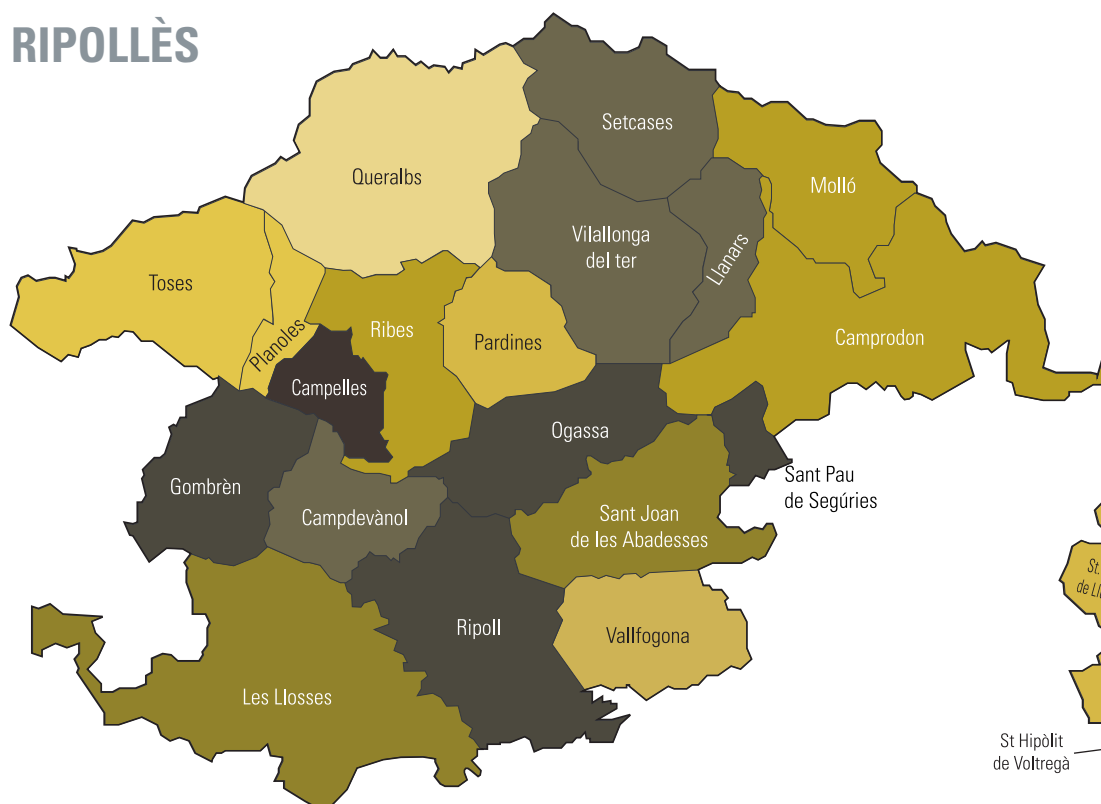 RIPOLLÈS
Setcases
Queralbs
Molló
Vilallonga
del ter
Llanars
Toses
Planoles
Ribes
Pardines
Camprodon
Campelles
Ogassa
Gombrèn
Sant Pau
de Segúries
Campdevànol
Sant Joan
de les Abadesses
St.
Ripoll
Vallfogona
Les Llosses
St Hipòlit
de Voltregà